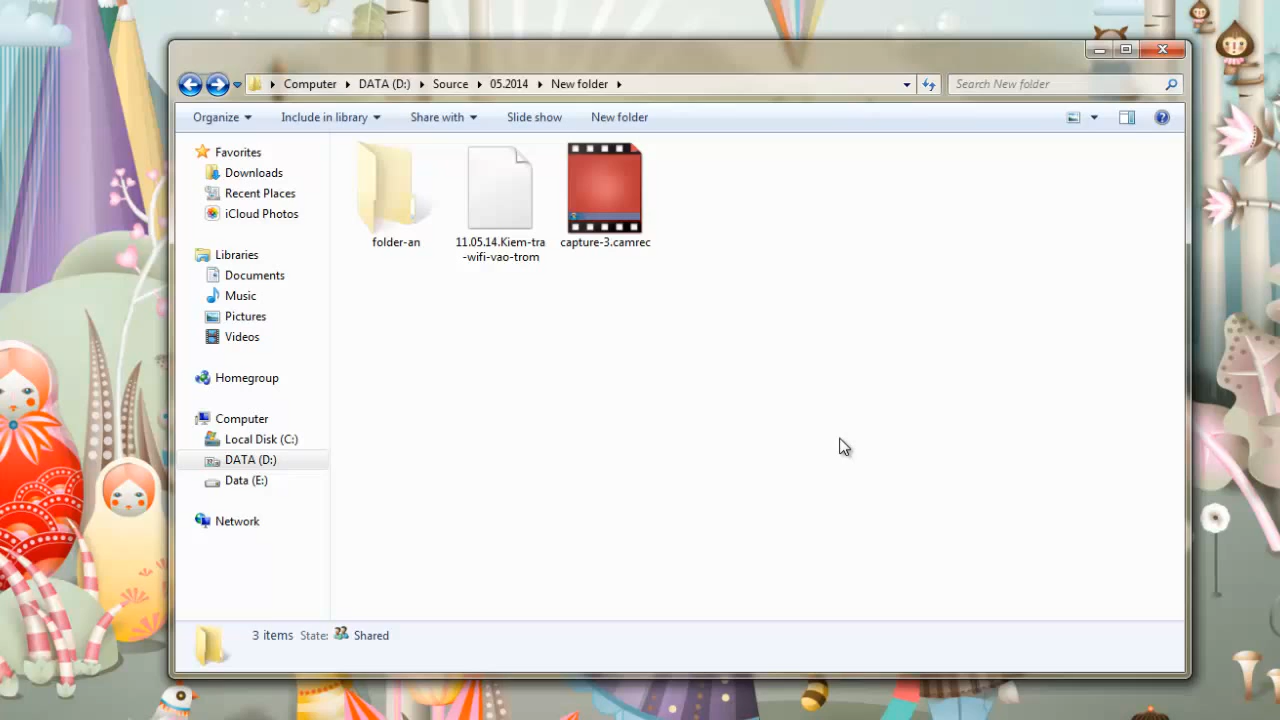 Computer DATA (D:) Source 05.2014 New folder
Search New folder
Organize Include in library Share with Slide show New folder
Favorites
Downloads
Recent Places
iCloud Photos
Libraries
Documents
Music
Pictures
Videos
Homegroup
Computer
Local Disk (C:)
DATA (D:)
Data (E:)
Network
folder-an
11.05.14.Kiem-tra
-wifi-vao-trom
capture-3.camrec
3 items State: Shared